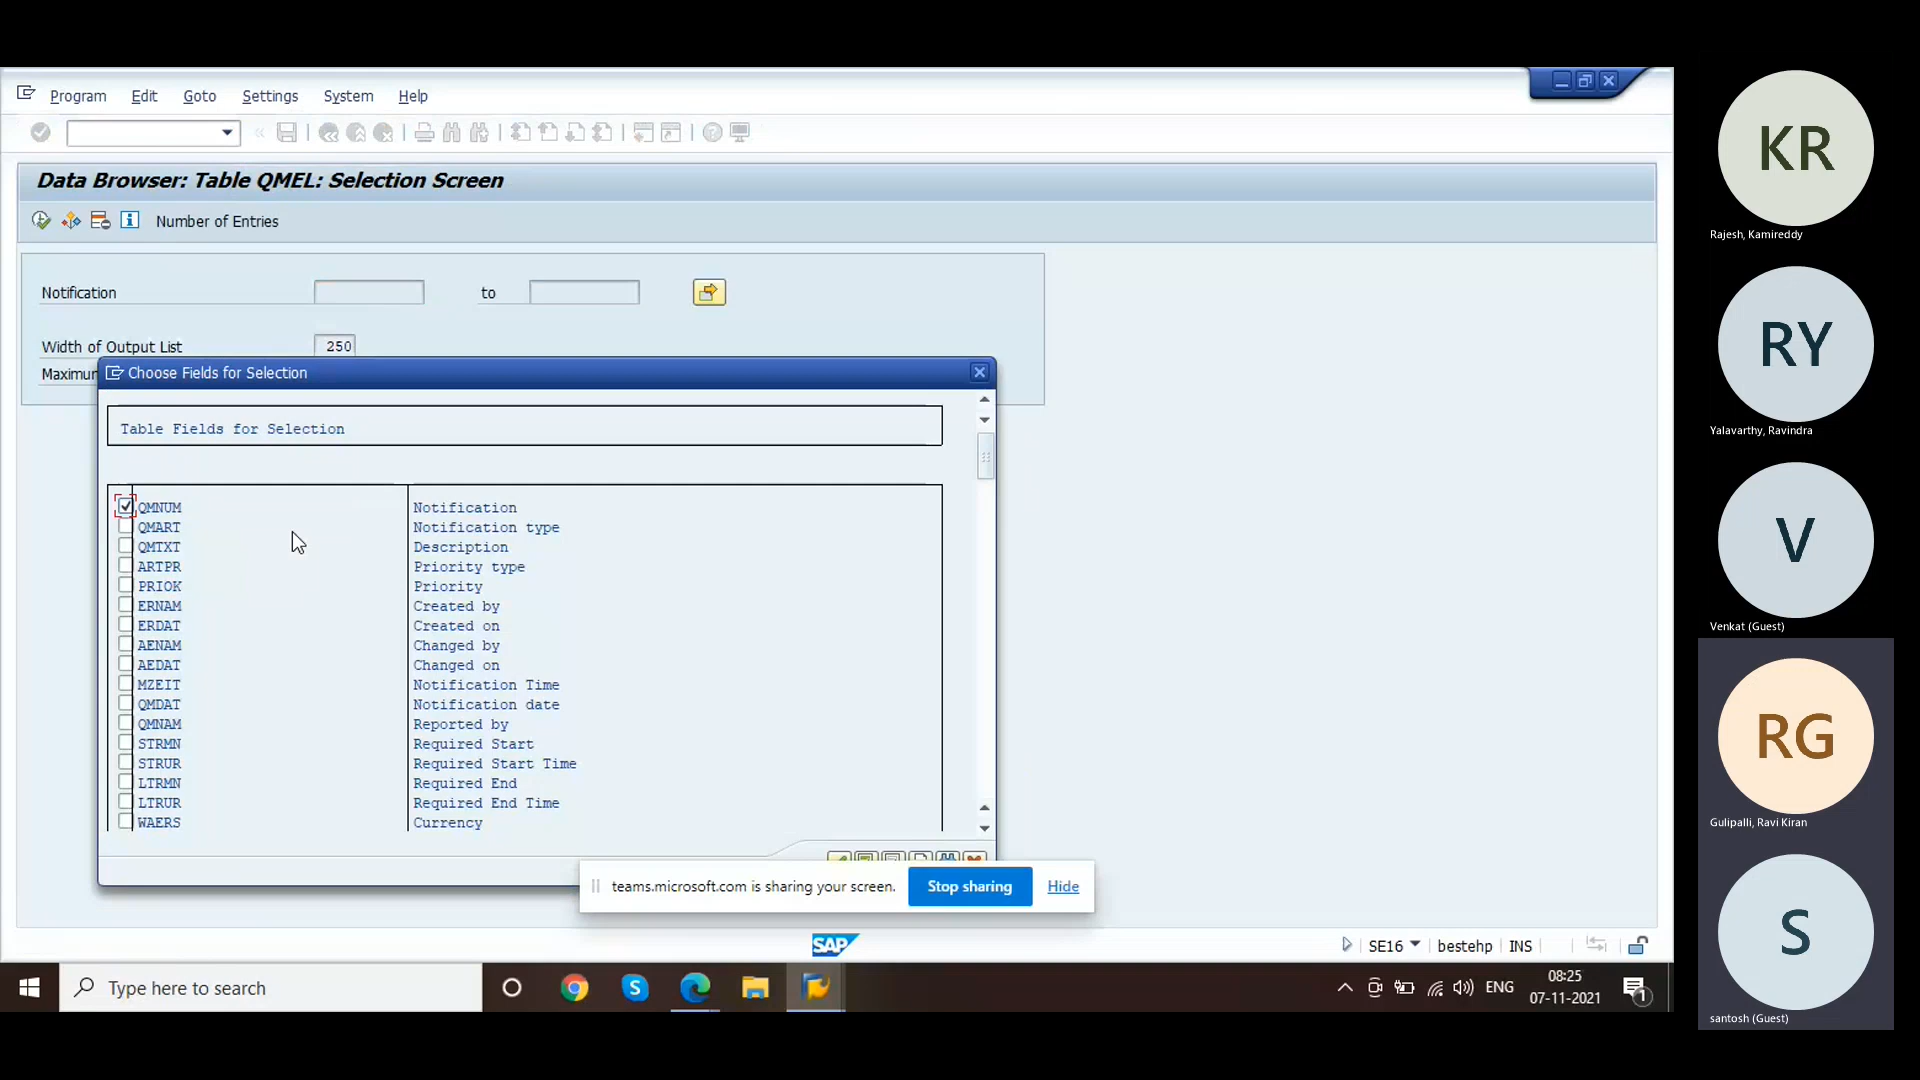 Program Edit Goto Settings System Help
Data Browser: Table QMEL: Selection Screen
Number of Entries
Notification to
Width of Output List 250
Maximum
Choose Fields for Selection
Table Fields for Selection
QMNUM Notification
QMART Notification type
QMTXT Description
ARTPR Priority type
PRIOK Priority
ERNAM Created by
ERDAT Created on
AENAM Changed by
AEDAT Changed on
MZEIT Notification Time
QMDAT Notification date
QMNAM Reported by
STRMN Required Start
STRUR Required Start Time
LTRMN Required End
LTRUR Required End Time
WAERS Currency
teams.microsoft.com is sharing your screen. Stop sharing Hide
SAP
SE16 bestehp INS
Type here to search
ENG
08:25
07-11-2021
1
KR
Rajesh, Kamireddy
RY
Yalavarthy, Ravindra
V
Venkat (Guest)
RG
Gulipalli, Ravi Kiran
S
santosh (Guest)